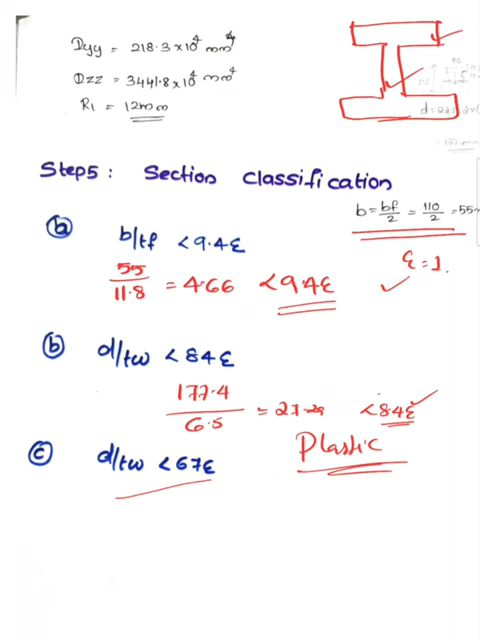 Iyy = 218.3 x 10⁴ mm⁴
Izz = 3441.8 x 10⁴ mm⁴
R1 = 12mm
Step5: Section Classification
b = bf/2 = 110/2 = 55
(a) b/tf < 9.4ε
ε = 1.
55/11.8 = 4.66 < 9.4ε ✓
(b) d/tw < 84ε
177.4/6.5 = 27.29 < 84ε ✓
Plastic
(c) d/tw < 67ε